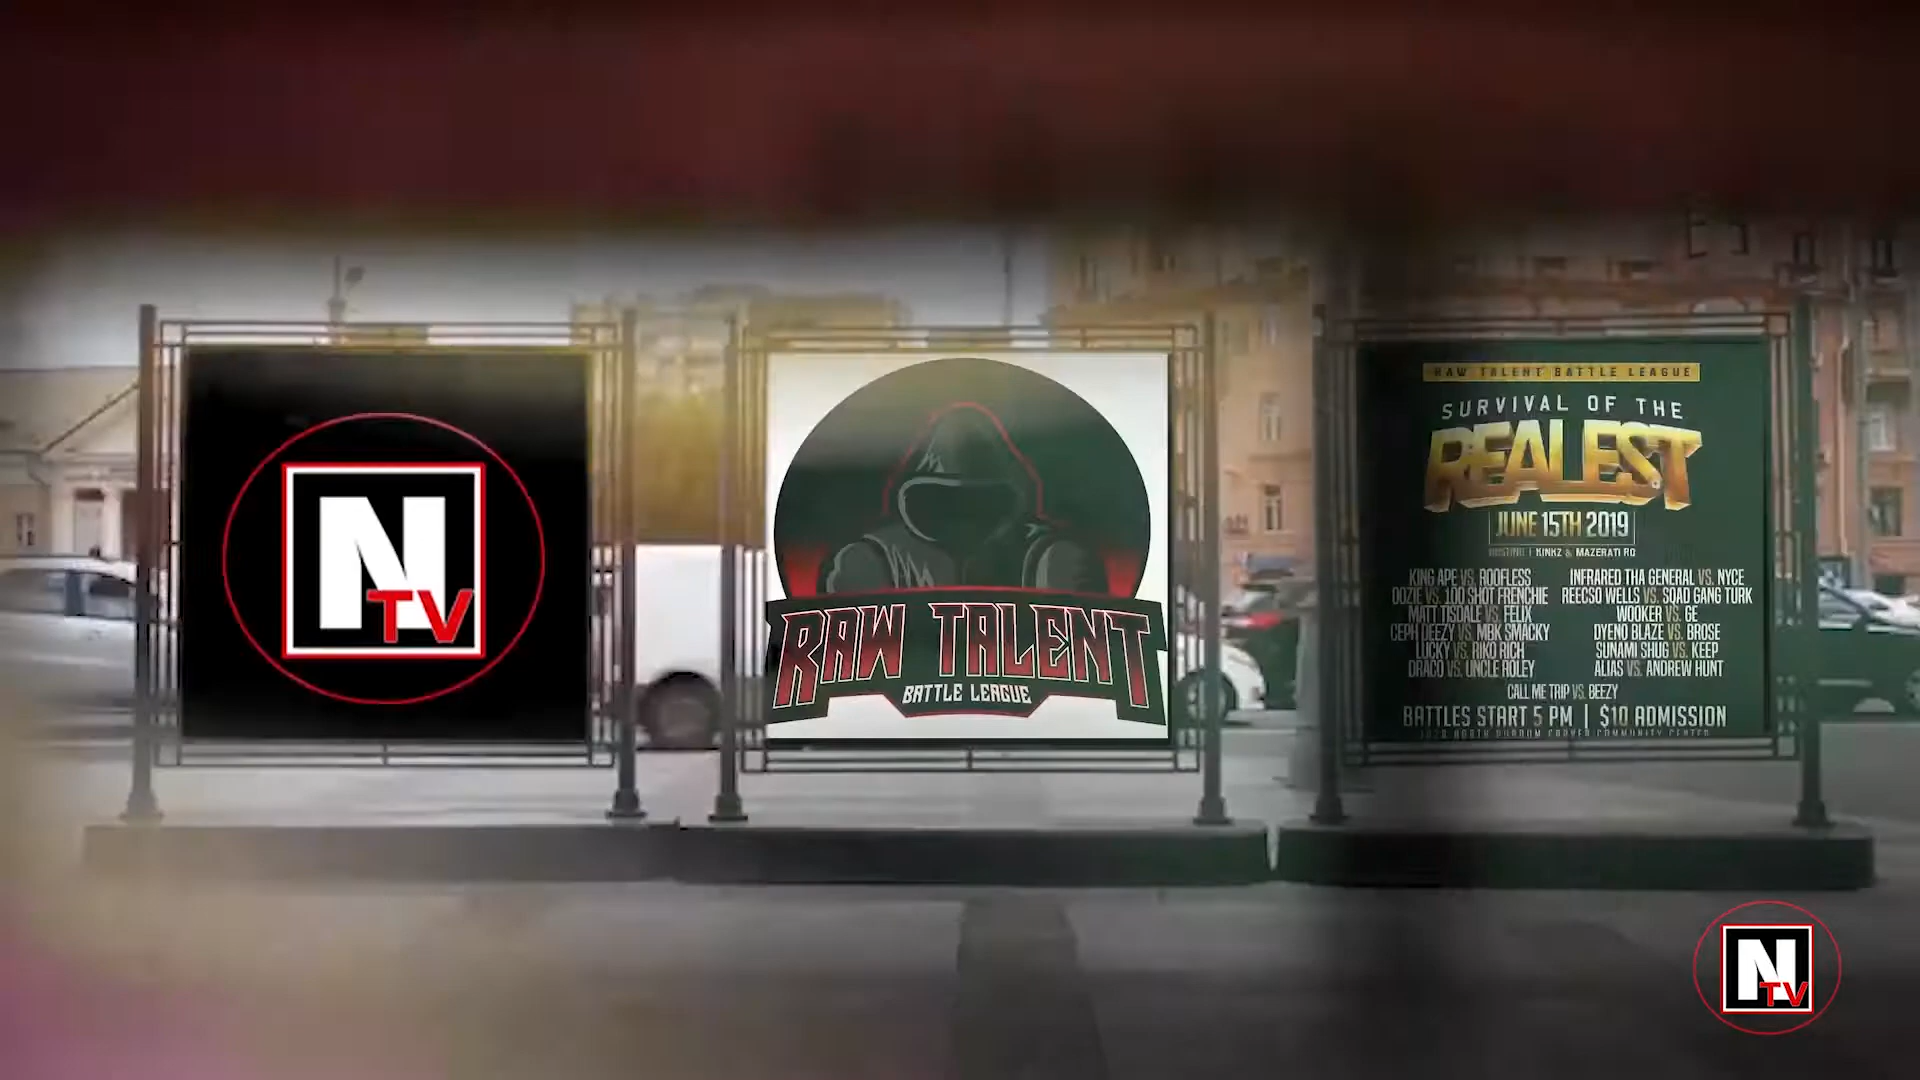 N
TV
RAW TALENT
BATTLE LEAGUE
RAW TALENT BATTLE LEAGUE
SURVIVAL OF THE
REALEST
JUNE 15TH 2019
KINKZ & MAZERATI RO
KING APE VS. ROOFLESS
DOZIE VS. 100 SHOT FRENCHIE
MATT TISDALE VS. FELIX
CEPH DEEZY VS. MBK SMACKY
LUCKY VS. RIKO RICH
DRACO VS. UNCLE ROLEY
INFRARED THA GENERAL VS. NYCE
REECSO WELLS VS. SQAD GANG TURK
WOOKER VS. GE
DYENO BLAZE VS. BROSE
SUNAMI SHUG VS. KEEP
ALIAS VS. ANDREW HUNT
CALL ME TRIP VS. BEEZY
BATTLES START 5 PM | $10 ADMISSION
N
TV